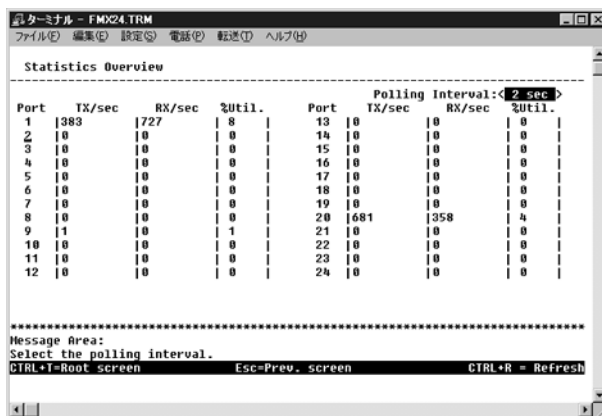 ターミナル - FMX24.TRM
ファイル(F) 編集(E) 設定(S) 電話(P) 転送(T) ヘルプ(H)
Statistics Overview
Polling Interval:< 2 sec >
Port TX/sec RX/sec %Util. Port TX/sec RX/sec %Util.
1 |383 |727 | 8 | 13 |0 |0 | 0 |
2 |0 |0 | 0 | 14 |0 |0 | 0 |
3 |0 |0 | 0 | 15 |0 |0 | 0 |
4 |0 |0 | 0 | 16 |0 |0 | 0 |
5 |0 |0 | 0 | 17 |0 |0 | 0 |
6 |0 |0 | 0 | 18 |0 |0 | 0 |
7 |0 |0 | 0 | 19 |0 |0 | 0 |
8 |0 |0 | 0 | 20 |681 |358 | 4 |
9 |1 |0 | 1 | 21 |0 |0 | 0 |
10 |0 |0 | 0 | 22 |0 |0 | 0 |
11 |0 |0 | 0 | 23 |0 |0 | 0 |
12 |0 |0 | 0 | 24 |0 |0 | 0 |
Message Area:
Select the polling interval.
CTRL+T=Root screen Esc=Prev. screen CTRL+R = Refresh